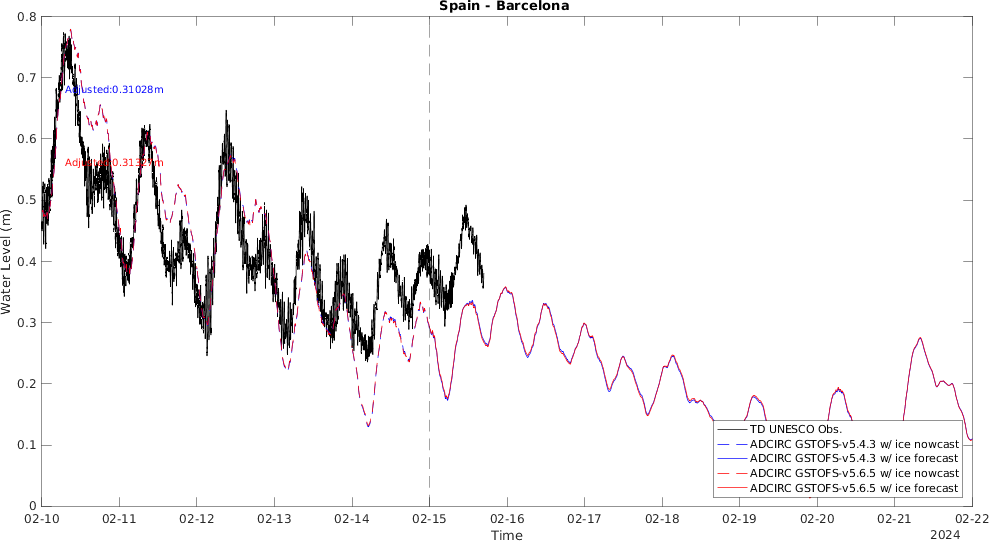 Spain - Barcelona
0.8
0.7
0.6
0.5
0.4
0.3
0.2
0.1
0
Water Level (m)
Adjusted:0.31028m
TD UNESCO Obs.
ADCIRC GSTOFS-v5.4.3 w/ ice nowcast
ADCIRC GSTOFS-v5.4.3 w/ ice forecast
ADCIRC GSTOFS-v5.6.5 w/ ice nowcast
ADCIRC GSTOFS-v5.6.5 w/ ice forecast
02-10 02-11 02-12 02-13 02-14 02-15 02-16 02-17 02-18 02-19 02-20 02-21 02-22
Time
2024